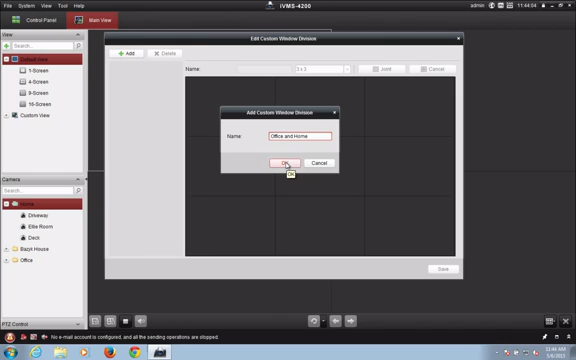 File System View Tool Help
iVMS-4200
admin
11:44:04
Control Panel
Main View
View
Search...
Default View
1-Screen
4-Screen
9-Screen
16-Screen
Custom View
Camera
Search...
Home
Driveway
Ellie Room
Deck
Office
PTZ Control
Edit Custom Window Division
Add
Delete
Name:
3 x 3
Joint
Cancel
Add Custom Window Division
Name:
Office and Home
OK
Cancel
OK
Save
No e-mail account is configured, and all the sending operations are stopped.
11:44 AM
5/6/2015